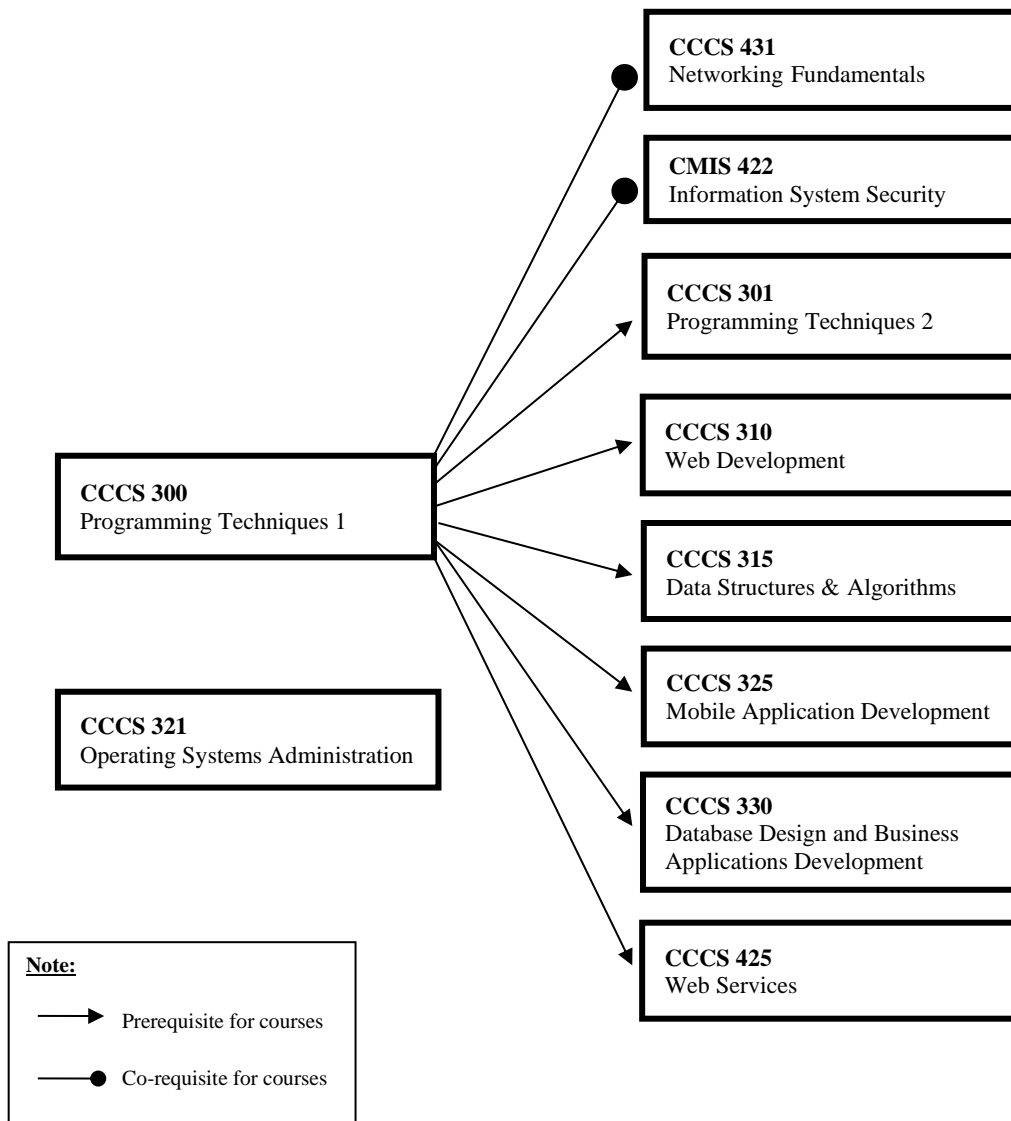 CCCS 431
Networking Fundamentals
CMIS 422
Information System Security
CCCS 301
Programming Techniques 2
CCCS 310
Web Development
CCCS 300
Programming Techniques 1
CCCS 315
Data Structures & Algorithms
CCCS 325
Mobile Application Development
CCCS 321
Operating Systems Administration
CCCS 330
Database Design and Business
Applications Development
CCCS 425
Web Services
Note:
Prerequisite for courses
Co-requisite for courses